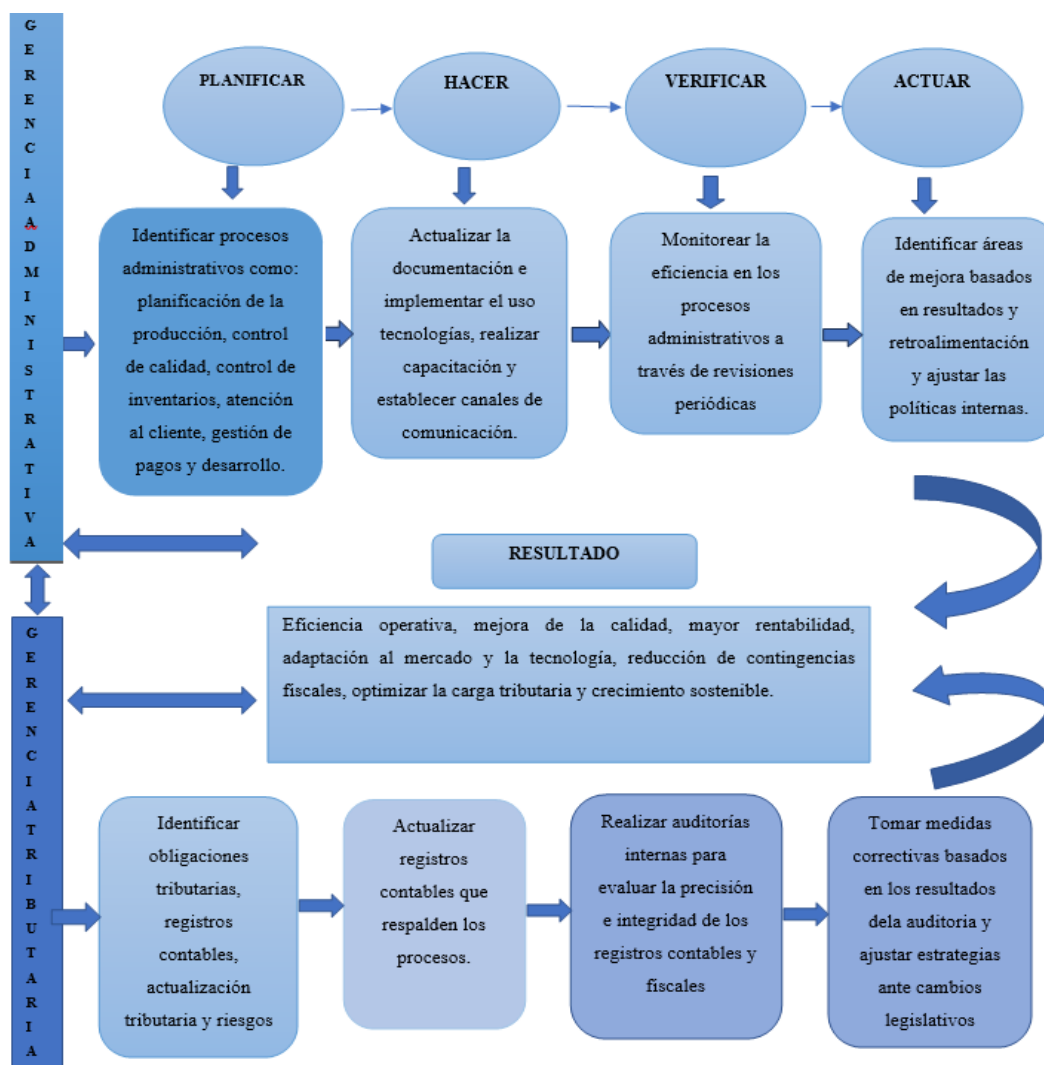 GERENCIAADMINISTRATIVA
PLANIFICAR
HACER
VERIFICAR
ACTUAR
Identificar procesos
administrativos como:
planificación de la
producción, control
de calidad, control de
inventarios, atención
al cliente, gestión de
pagos y desarrollo.
Actualizar la
documentación e
implementar el uso
tecnologías, realizar
capacitación y
establecer canales de
comunicación.
Monitorear la
eficiencia en los
procesos
administrativos a
través de revisiones
periódicas
Identificar áreas
de mejora basados
en resultados y
retroalimentación
y ajustar las
políticas internas.
RESULTADO
Eficiencia operativa, mejora de la calidad, mayor rentabilidad,
adaptación al mercado y la tecnología, reducción de contingencias
fiscales, optimizar la carga tributaria y crecimiento sostenible.
GERENCIATRIBUTARIA
Identificar
obligaciones
tributarias,
registros
contables,
actualización
tributaria y riesgos
Actualizar
registros
contables que
respalden los
procesos.
Realizar auditorías
internas para
evaluar la precisión
e integridad de los
registros contables y
fiscales
Tomar medidas
correctivas basados
en los resultados
dela auditoria y
ajustar estrategias
ante cambios
legislativos